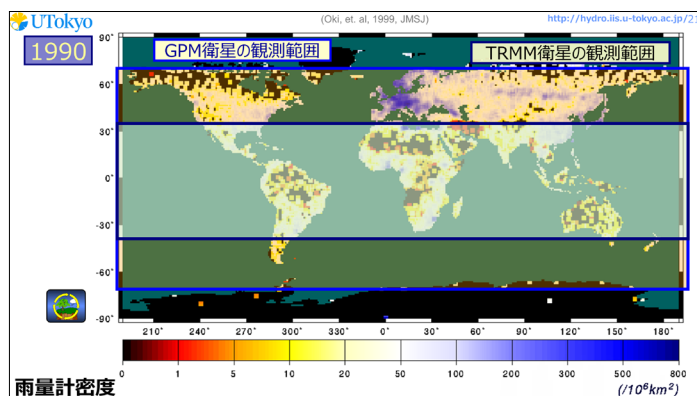 UTokyo
(Oki, et. al, 1999, JMSJ)
http://hydro.iis.u-tokyo.ac.jp/21
1990
GPM衛星の観測範囲
TRMM衛星の観測範囲
90°
60°
30°
0°
-30°
-60°
-90°
210° 240° 270° 300° 330° 0° 30° 60° 90° 120° 150° 180°
0 1 5 10 20 50 100 200 300 500 800
雨量計密度
(/10⁶km²)